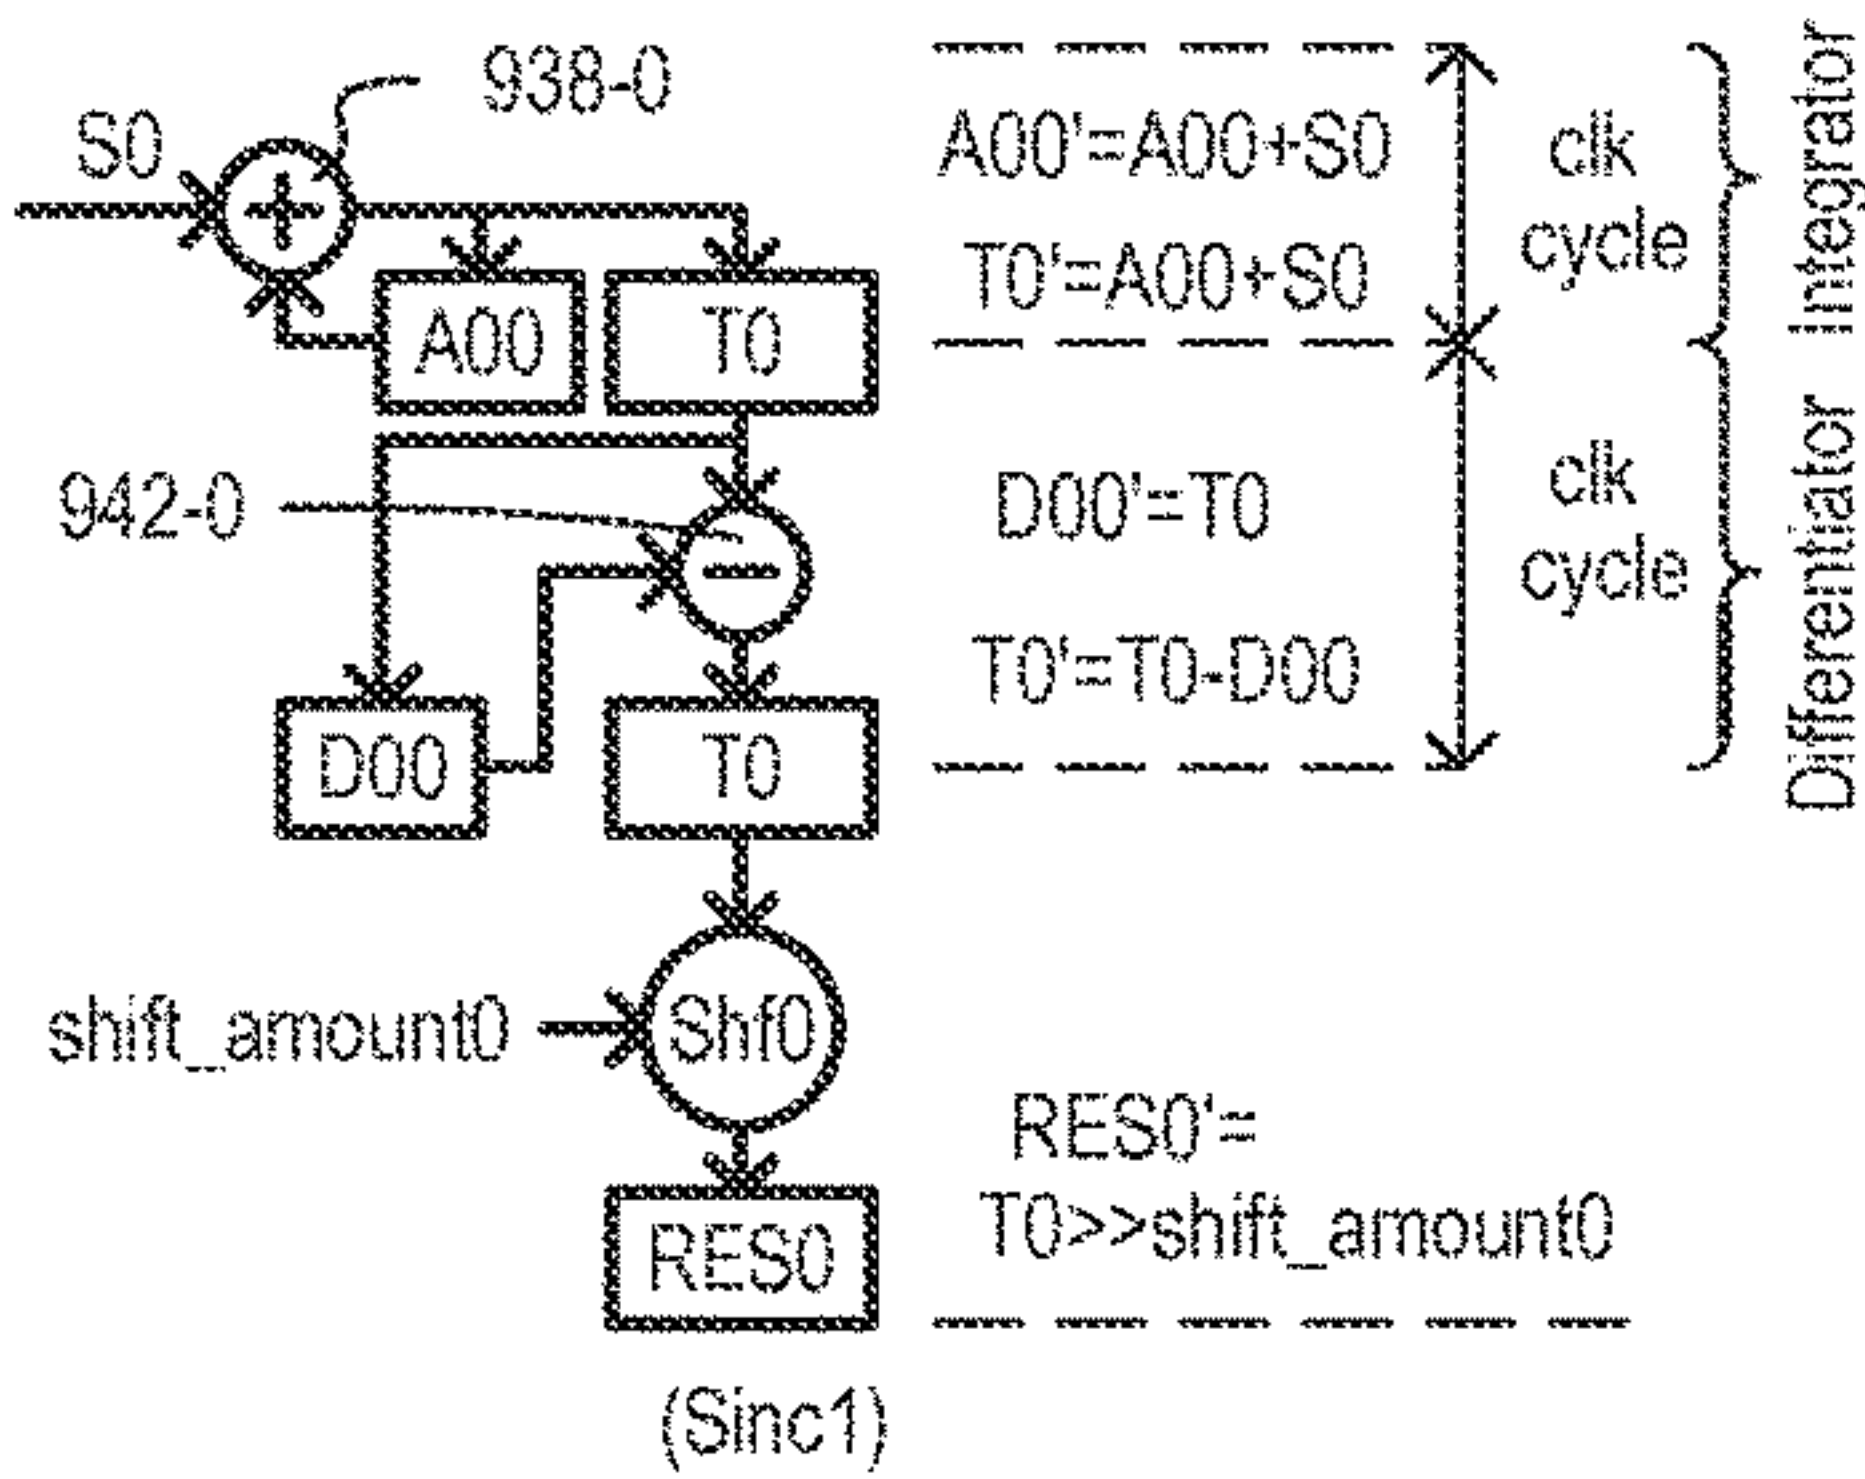 938-0
S0
A00'=A00+S0
clk
cycle
Integrator
T0'=A00+S0
A00
T0
942-0
D00'=T0
clk
cycle
Differentiator
T0'=T0-D00
D00
T0
shift_amount0
Shf0
RES0'=
T0>>shift_amount0
RES0
(Sinc1)